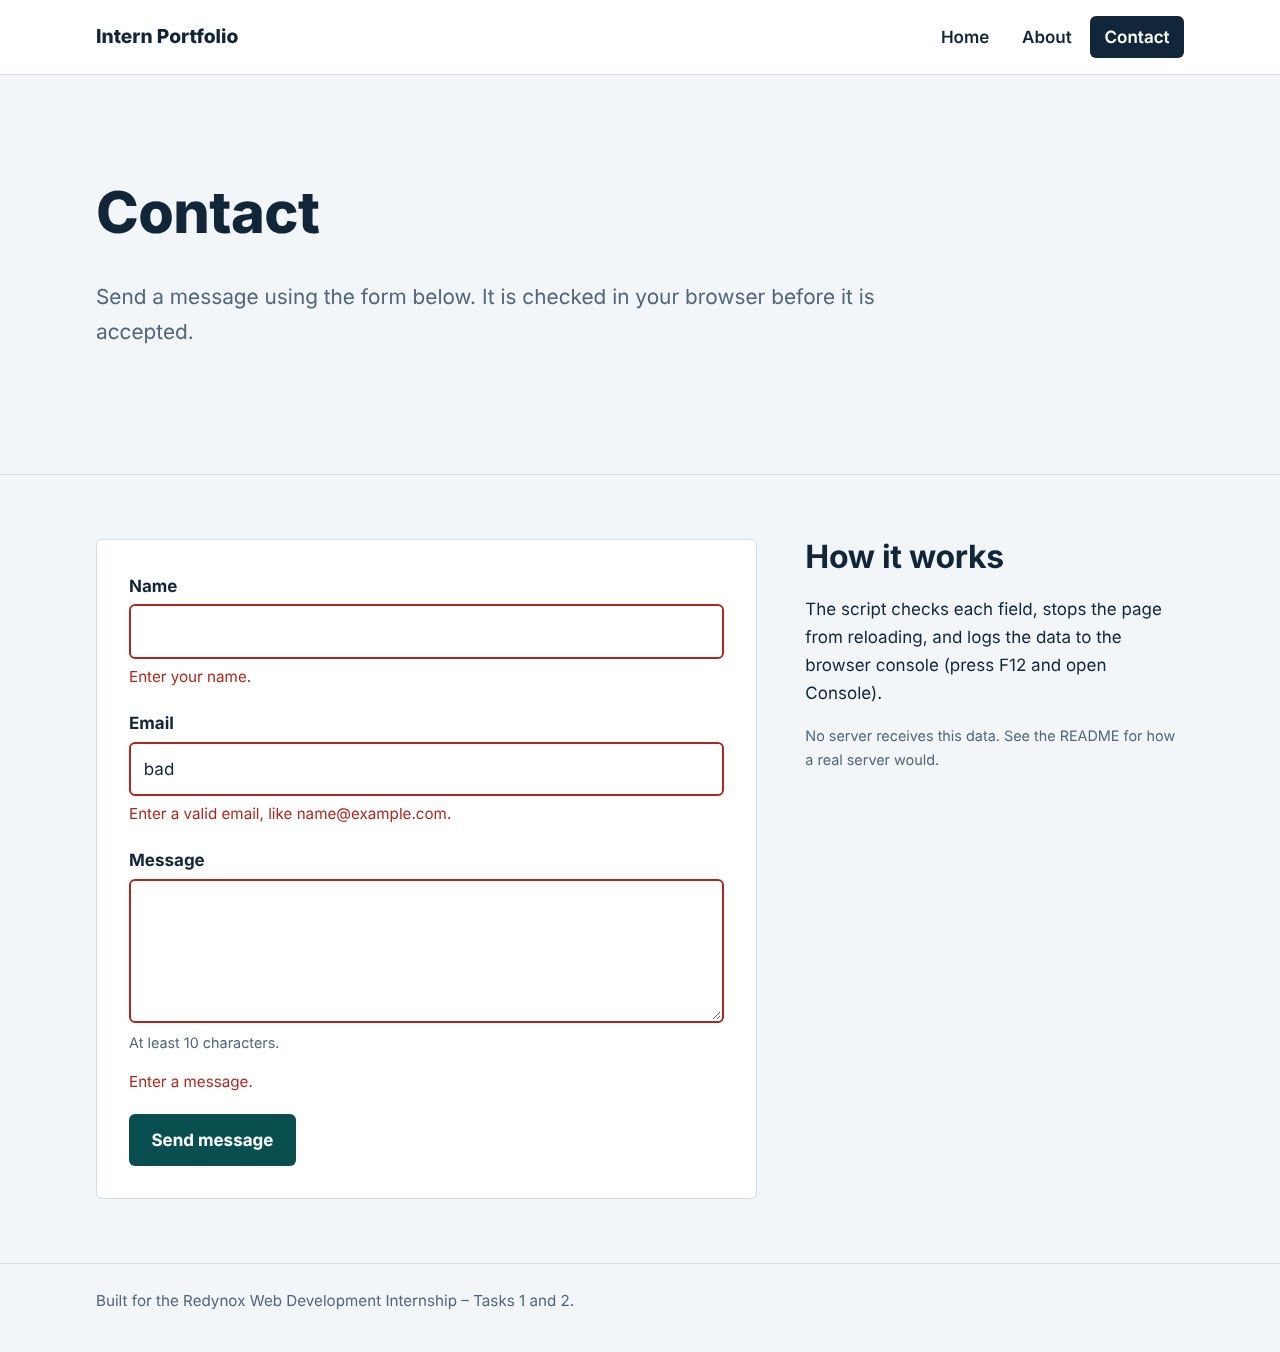 Intern Portfolio
Home About Contact
Contact
Send a message using the form below. It is checked in your browser before it is
accepted.
Name
Enter your name.
Email
bad
Enter a valid email, like name@example.com.
Message
At least 10 characters.
Enter a message.
Send message
How it works
The script checks each field, stops the page
from reloading, and logs the data to the
browser console (press F12 and open
Console).
No server receives this data. See the README for how
a real server would.
Built for the Redynox Web Development Internship – Tasks 1 and 2.